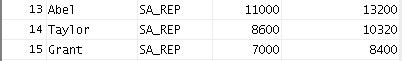 13 Abel SA_REP 11000 13200
14 Taylor SA_REP 8600 10320
15 Grant SA_REP 7000 8400